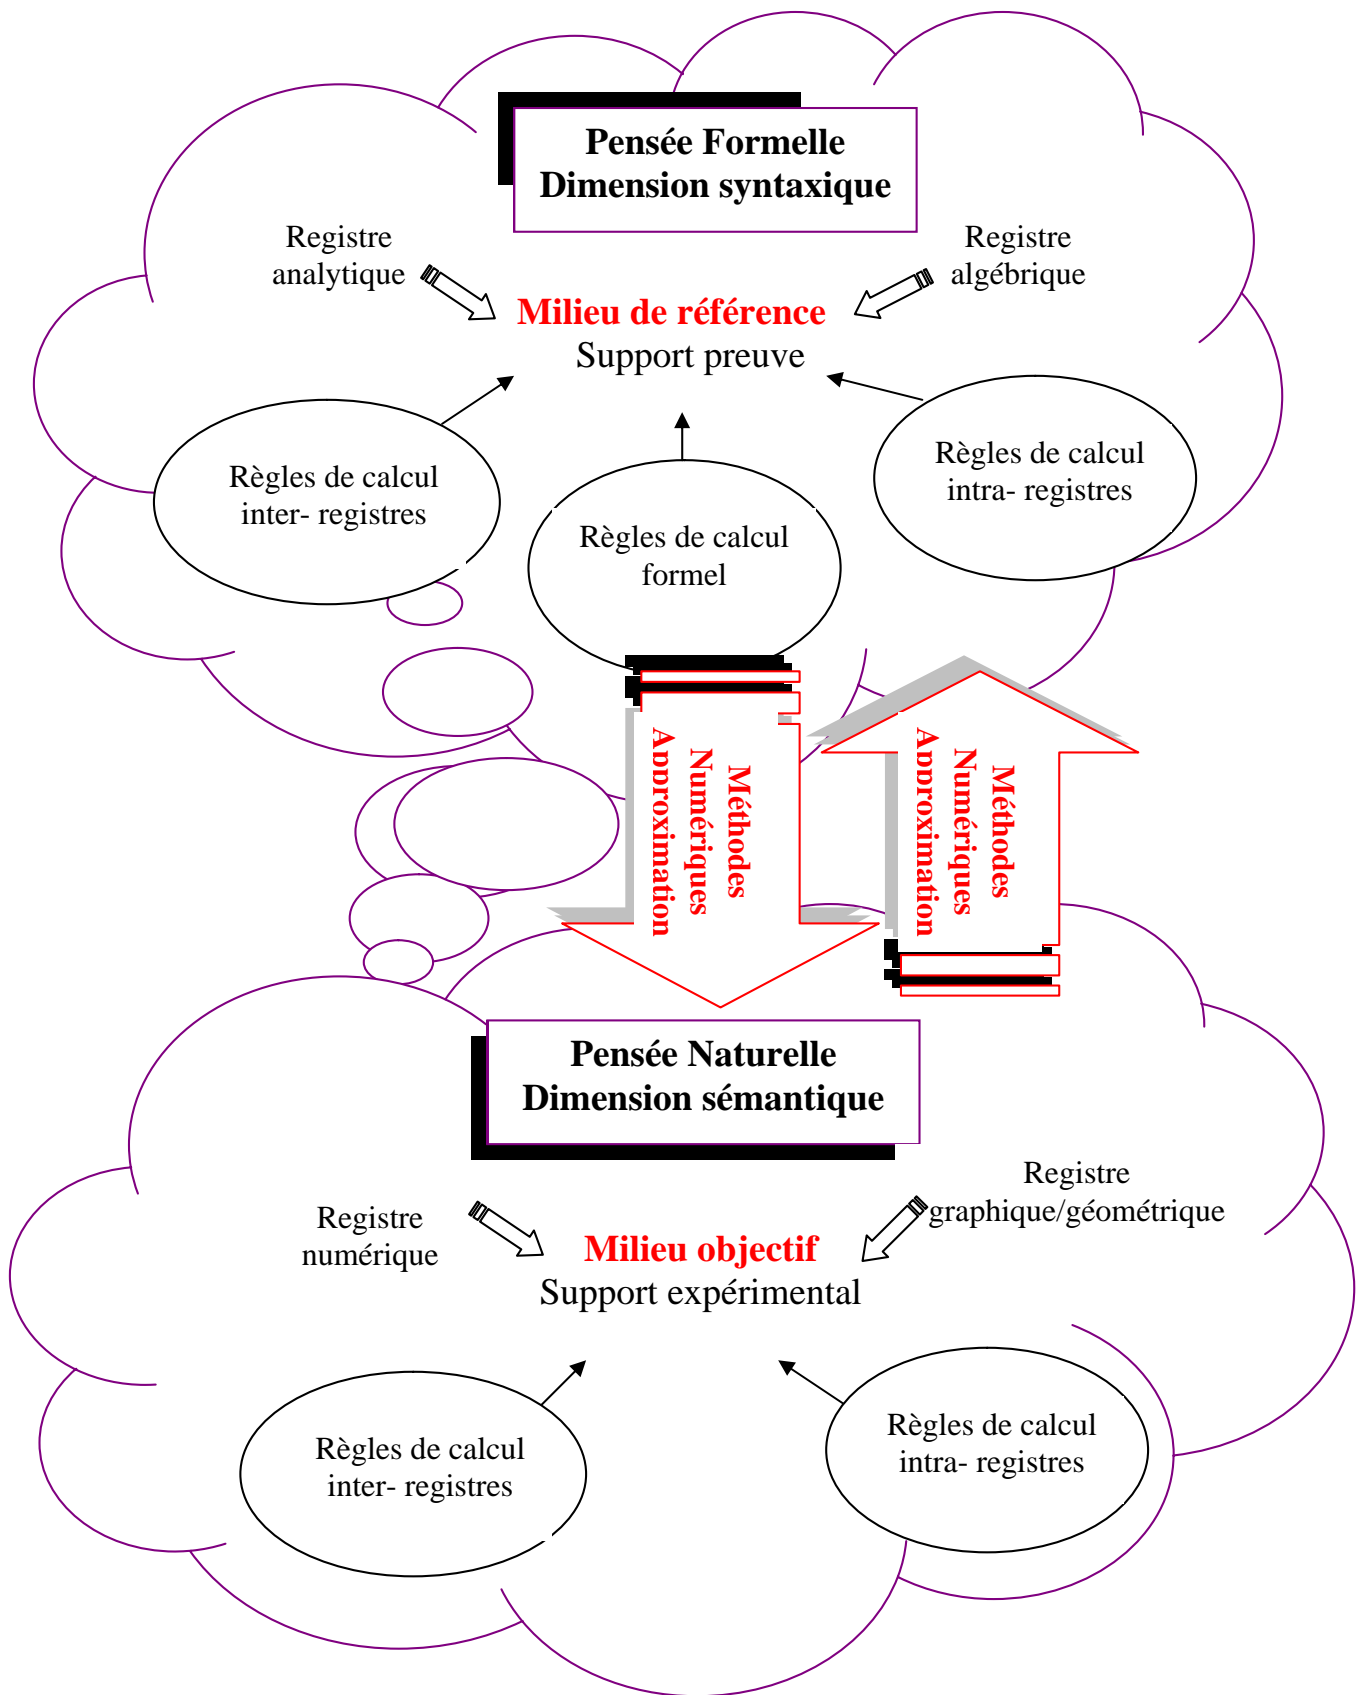 Pensée Formelle
Dimension syntaxique
Registre
analytique
Registre
algébrique
Milieu de référence
Support preuve
Règles de calcul
inter- registres
Règles de calcul
formel
Règles de calcul
intra- registres
Méthodes
Numériques
Approximation
Méthodes
Numériques
Approximation
Pensée Naturelle
Dimension sémantique
Registre
numérique
Registre
graphique/géométrique
Milieu objectif
Support expérimental
Règles de calcul
inter- registres
Règles de calcul
intra- registres